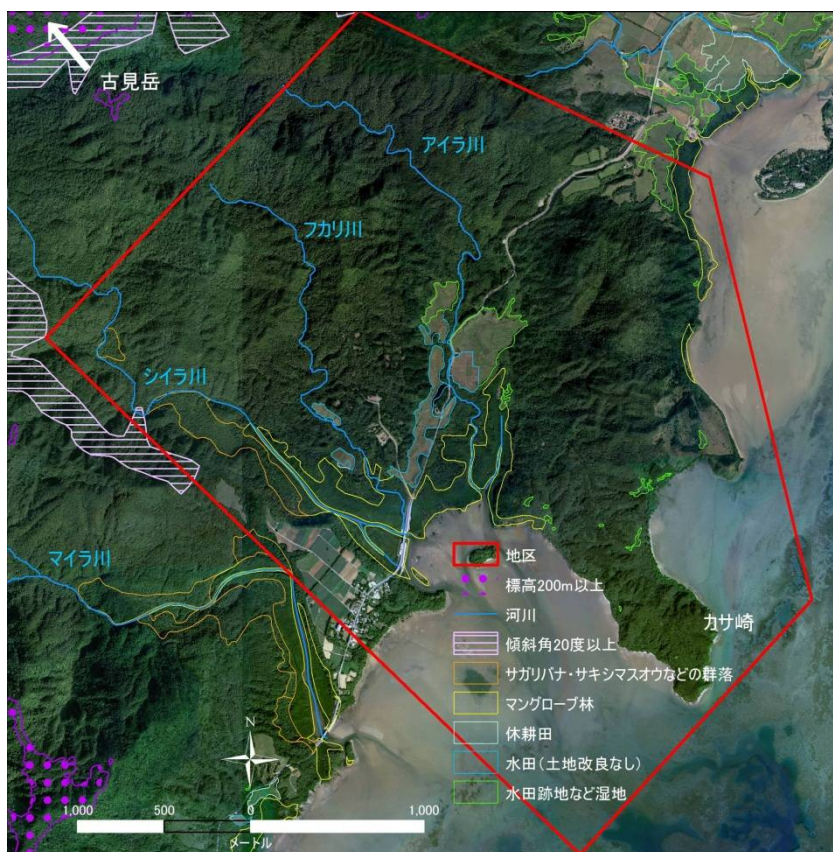 古見岳
アイラ川
フカリ川
シイラ川
マイラ川
カサ崎
地区
標高200m以上
河川
傾斜角20度以上
サガリバナ・サキシマスオウなどの群落
マングローブ林
休耕田
水田(土地改良なし)
水田跡地など湿地
N
1,000 500 0 1,000
メートル